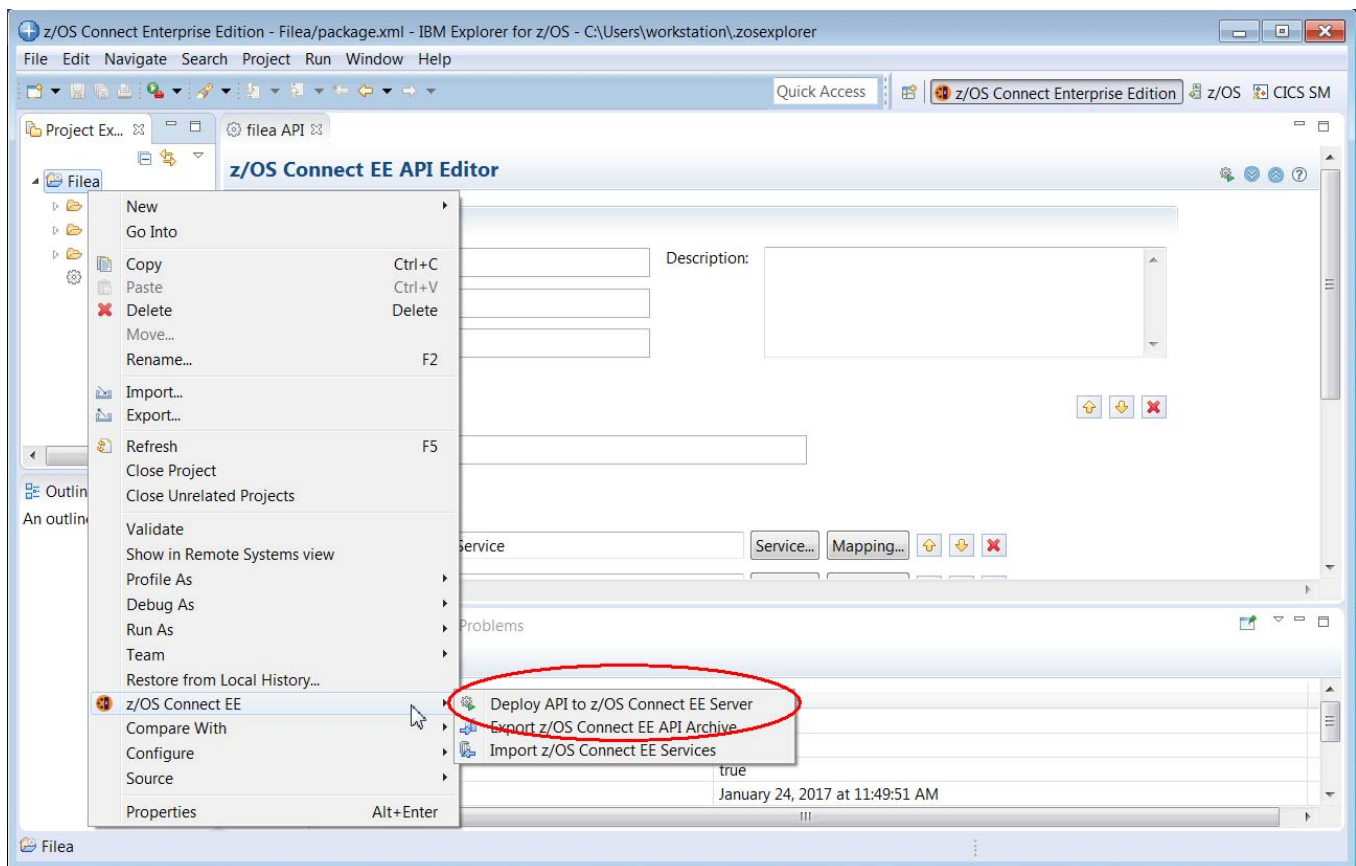 z/OS Connect Enterprise Edition - Filea/package.xml - IBM Explorer for z/OS - C:\Users\workstation\.zosexplorer
File Edit Navigate Search Project Run Window Help
Quick Access z/OS Connect Enterprise Edition z/OS CICS SM
Project Ex... filea API
z/OS Connect EE API Editor
Filea
New
Go Into
Description:
Copy Ctrl+C
Paste Ctrl+V
Delete Delete
Move...
Rename... F2
Import...
Export...
Refresh F5
Close Project
Outlin Close Unrelated Projects
An outlin
Validate
Show in Remote Systems view
Service Service... Mapping...
Profile As
Debug As
Run As Problems
Team
Restore from Local History...
z/OS Connect EE Deploy API to z/OS Connect EE Server
Compare With Export z/OS Connect EE API Archive
Configure Import z/OS Connect EE Services
true
Source
January 24, 2017 at 11:49:51 AM
Properties Alt+Enter
Filea